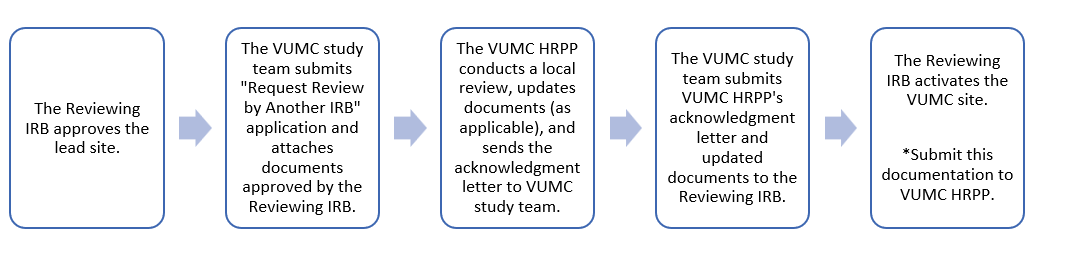 The Reviewing
IRB approves the
lead site.
The VUMC study
team submits
"Request Review
by Another IRB"
application and
attaches
documents
approved by the
Reviewing IRB.
The VUMC HRPP
conducts a local
review, updates
documents (as
applicable), and
sends the
acknowledgment
letter to VUMC
study team.
The VUMC study
team submits
VUMC HRPP's
acknowledgment
letter and
updated
documents to the
Reviewing IRB.
The Reviewing
IRB activates the
VUMC site.
*Submit this
documentation to
VUMC HRPP.